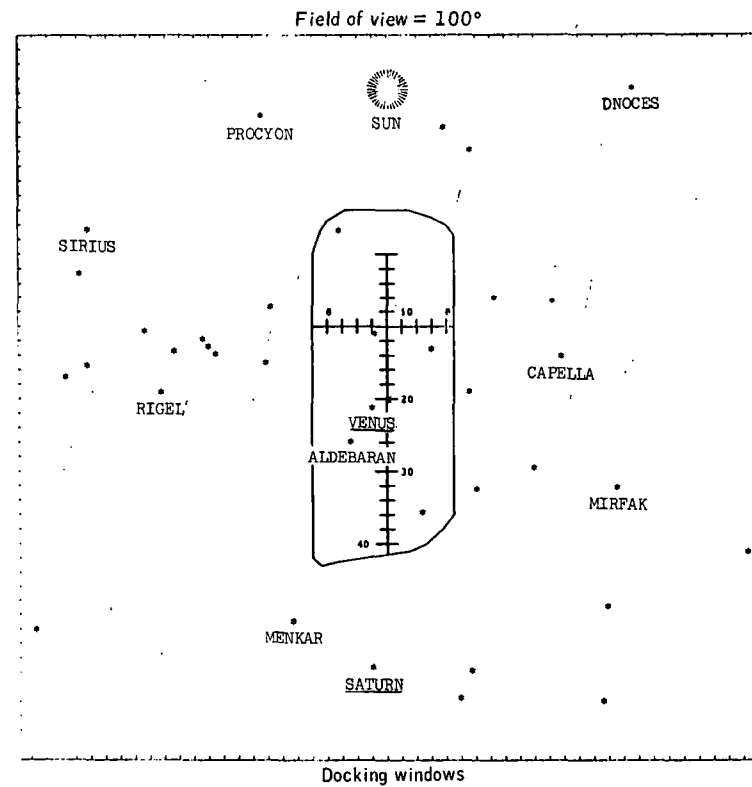 Field of view = 100°
DNOCES
SUN
PROCYON
SIRIUS
8 10
CAPELLA
RIGEL
20
VENUS
ALDEBARAN
30
MIRFAK
40
MENKAR
SATURN
Docking windows